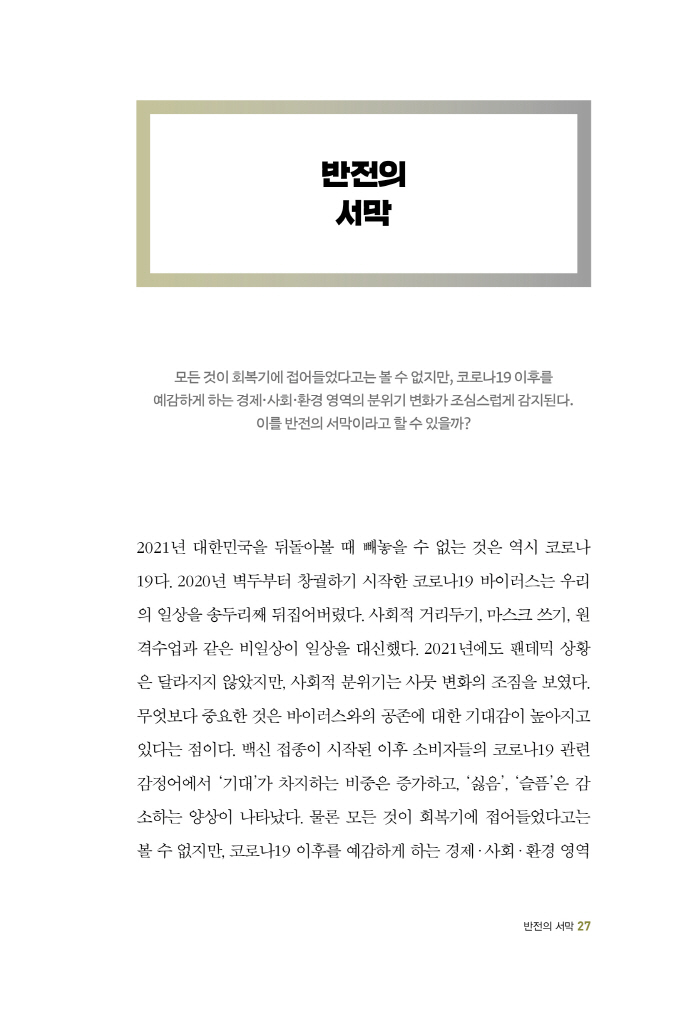 반전의
서막
모든 것이 회복기에 접어들었다고는 볼 수 없지만, 코로나19 이후를
예감하게 하는 경제·사회·환경 영역의 분위기 변화가 조심스럽게 감지된다.
이를 반전의 서막이라고 할 수 있을까?
2021년 대한민국을 뒤돌아볼 때 빼놓을 수 없는 것은 역시 코로나
19다. 2020년 벽두부터 창궐하기 시작한 코로나19 바이러스는 우리
의 일상을 송두리째 뒤집어버렸다. 사회적 거리두기, 마스크 쓰기, 원
격수업과 같은 비일상이 일상을 대신했다. 2021년에도 팬데믹 상황
은 달라지지 않았지만, 사회적 분위기는 사뭇 변화의 조짐을 보였다.
무엇보다 중요한 것은 바이러스와의 공존에 대한 기대감이 높아지고
있다는 점이다. 백신 접종이 시작된 이후 소비자들의 코로나19 관련
감정어에서 ‘기대’가 차지하는 비중은 증가하고, ‘싫음’, ‘슬픔’은 감
소하는 양상이 나타났다. 물론 모든 것이 회복기에 접어들었다고는
볼 수 없지만, 코로나19 이후를 예감하게 하는 경제·사회·환경 영역
반전의 서막 27